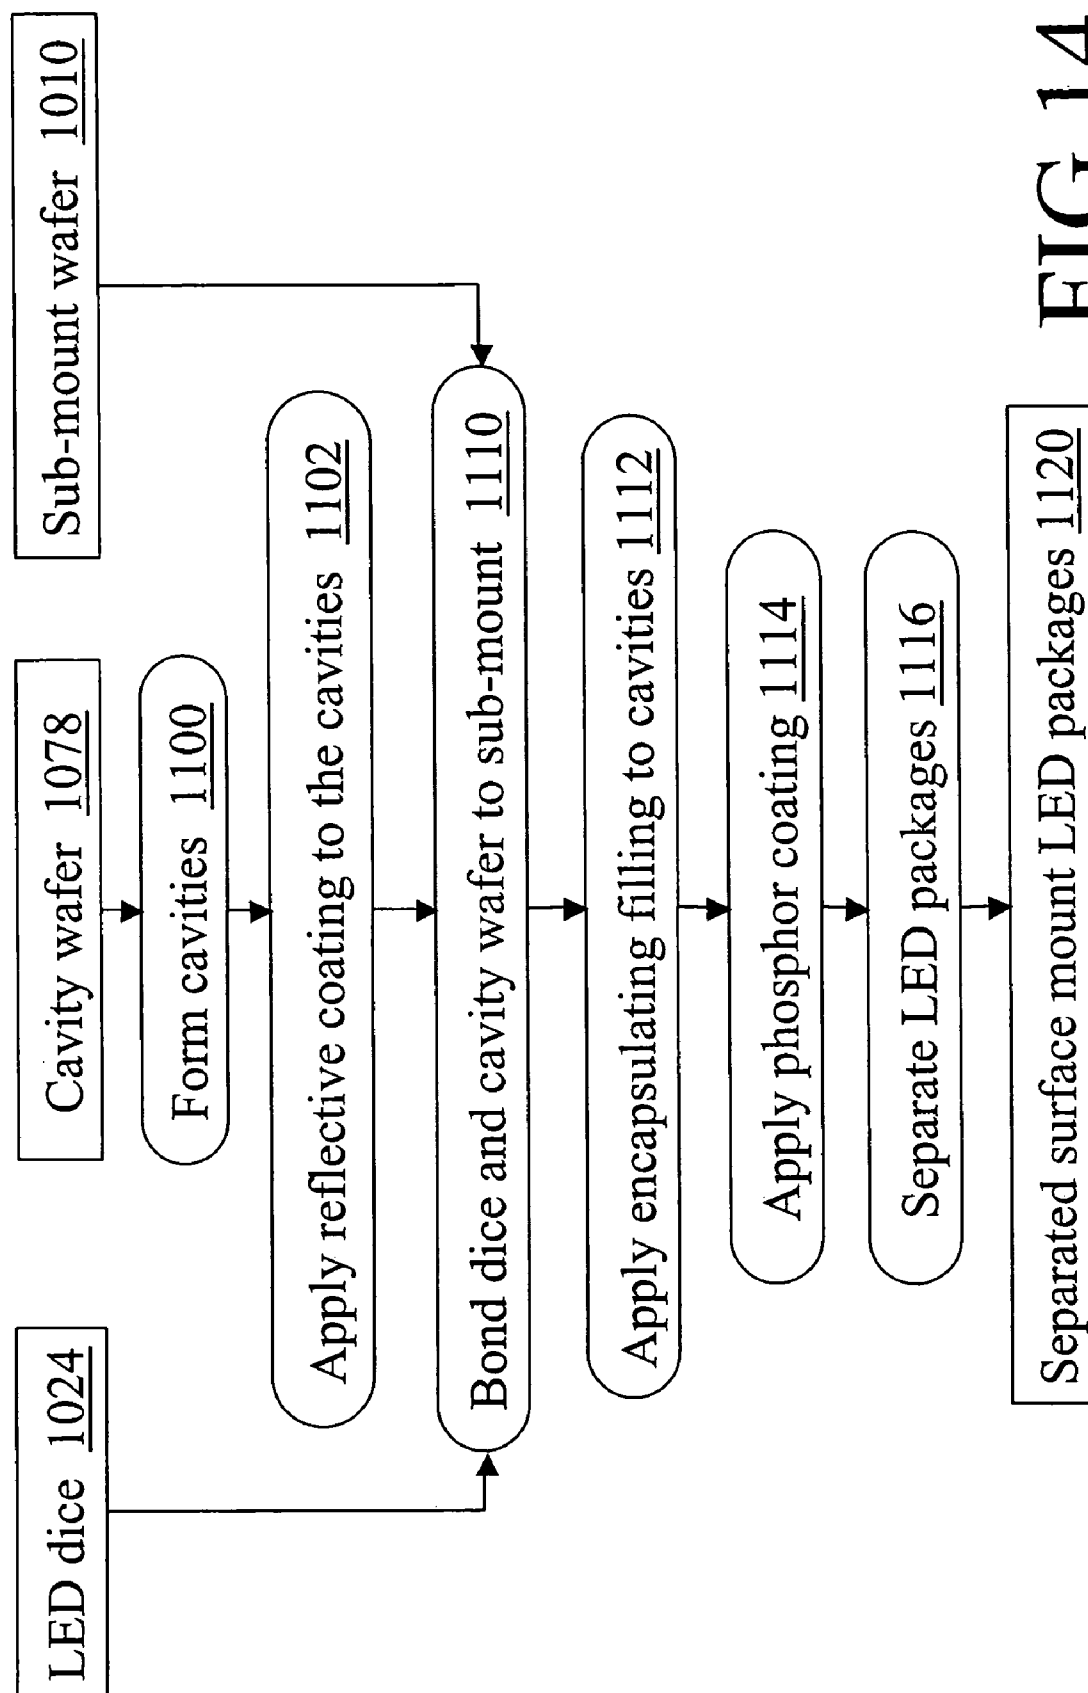 LED dice 1024
Cavity wafer 1078
Sub-mount wafer 1010
Form cavities 1100
Apply reflective coating to the cavities 1102
Bond dice and cavity wafer to sub-mount 1110
Apply encapsulating filling to cavities 1112
Apply phosphor coating 1114
Separate LED packages 1116
Separated surface mount LED packages 1120
FIG 14